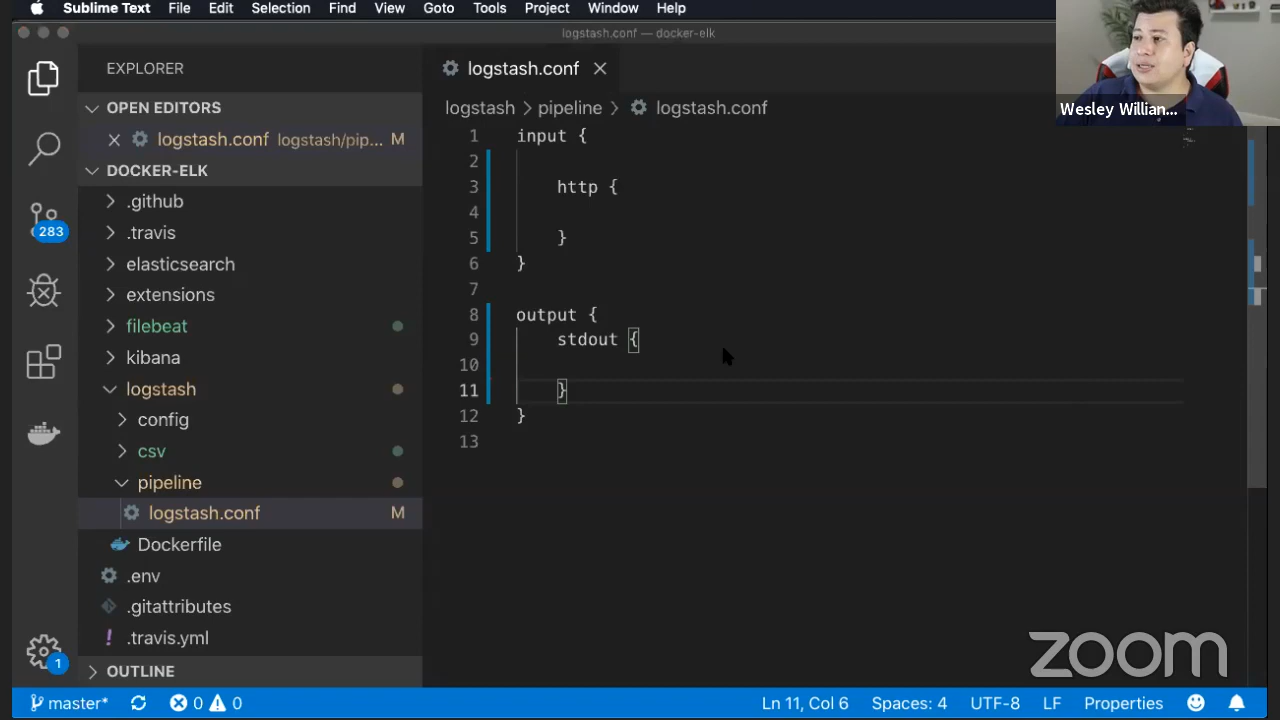 Sublime Text File Edit Selection Find View Goto Tools Project Window Help
logstash.conf — docker-elk
EXPLORER
OPEN EDITORS
logstash.conf logstash/pip... M
DOCKER-ELK
.github
.travis
elasticsearch
extensions
filebeat
kibana
logstash
config
csv
pipeline
logstash.conf M
Dockerfile
.env
.gitattributes
.travis.yml
OUTLINE
283
1
logstash.conf
logstash > pipeline > logstash.conf
1 input {
2
3 http {
4
5 }
6 }
7
8 output {
9 stdout {
10
11 }
12 }
13
Wesley Willian...
zoom
master* 0 0 Ln 11, Col 6 Spaces: 4 UTF-8 LF Properties